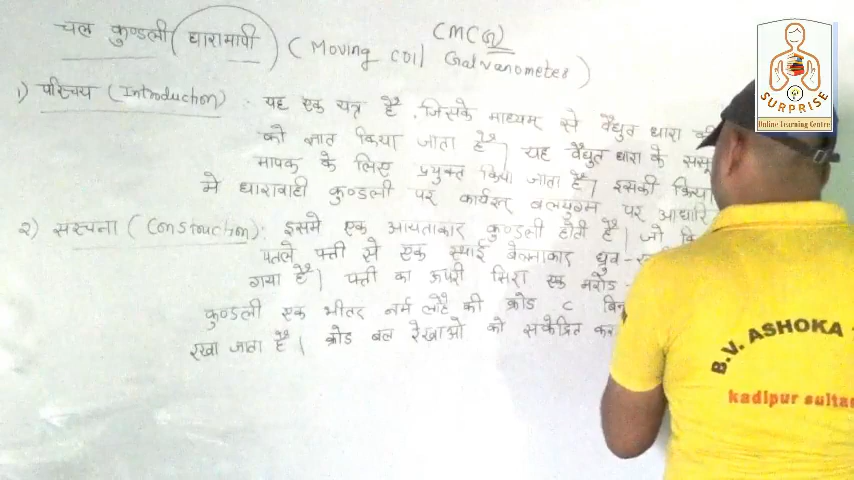 चल कुण्डली (धारामापी) (Moving coil Galvanometer)
CMCG
1) परिचय (Introduction) : यह एक यंत्र है, जिसके माध्यम् से वैद्युत धारा की
को ज्ञात किया जाता है। यह वैद्युत धारा के ससू
मापक के लिए प्रयुक्त किया जाता है। इसकी क्रिया
मे धारावाही कुण्डली पर कार्यरत् बलयुग्म पर आधारि
२) संरचना (Construction): इसमे एक आयताकार कुण्डली होती है। जो कि
पतले पत्ती से एक स्थाई बेलनाकार ध्रुव -
गया है। पत्ती का ऊपरी सिरा एक मरोड -
कुण्डली एक भीतर नर्म लोहे की क्रोड c बिन
रखा जाता है। क्रोड बल रेखाओ को संकेद्रित कर
SURPRISE
Online Learning Centre
B.V. ASHOKA
kadipur sultan